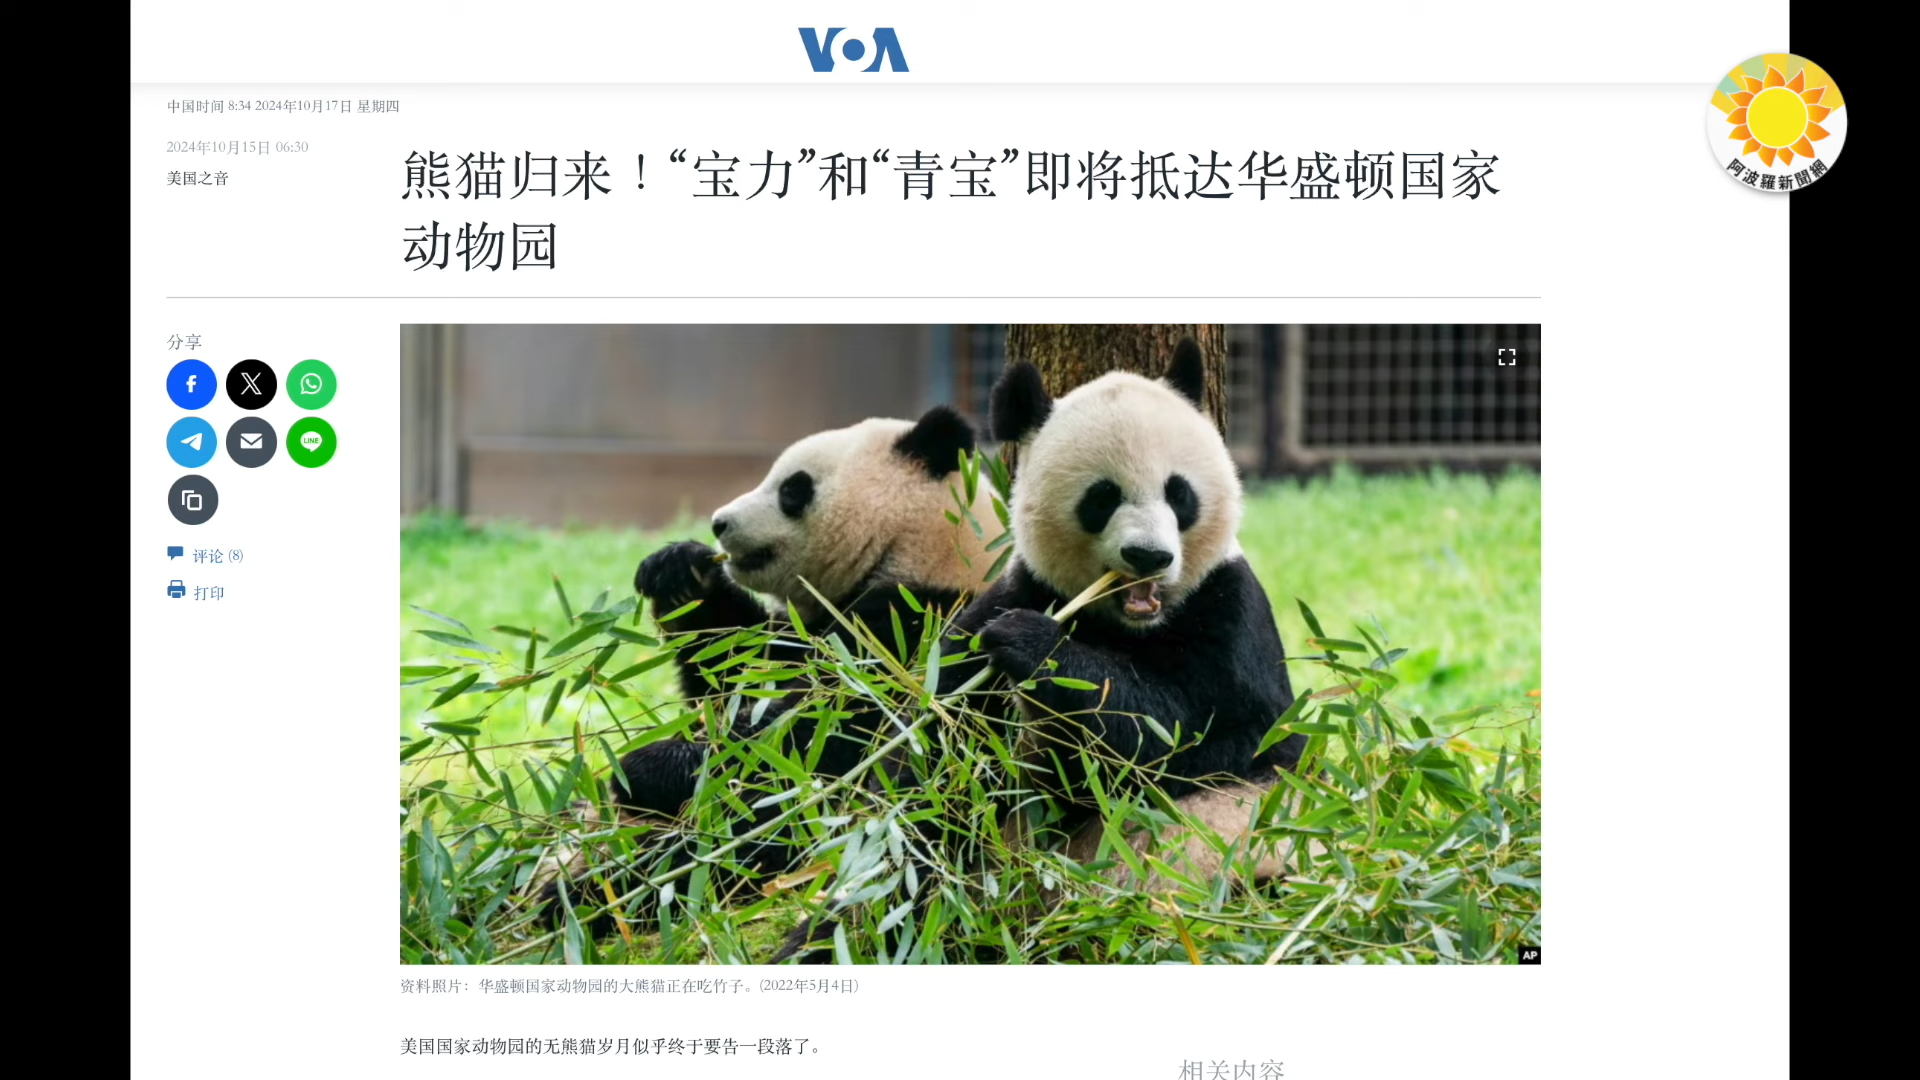 VOA
阿波羅新聞網
中国时间 8:34 2024年10月17日 星期四
2024年10月15日 06:30
美国之音
熊猫归来！“宝力”和“青宝”即将抵达华盛顿国家
动物园
分享
LINE
评论 (8)
打印
AP
资料照片：华盛顿国家动物园的大熊猫正在吃竹子。(2022年5月4日)
美国国家动物园的无熊猫岁月似乎终于要告一段落了。
相关内容